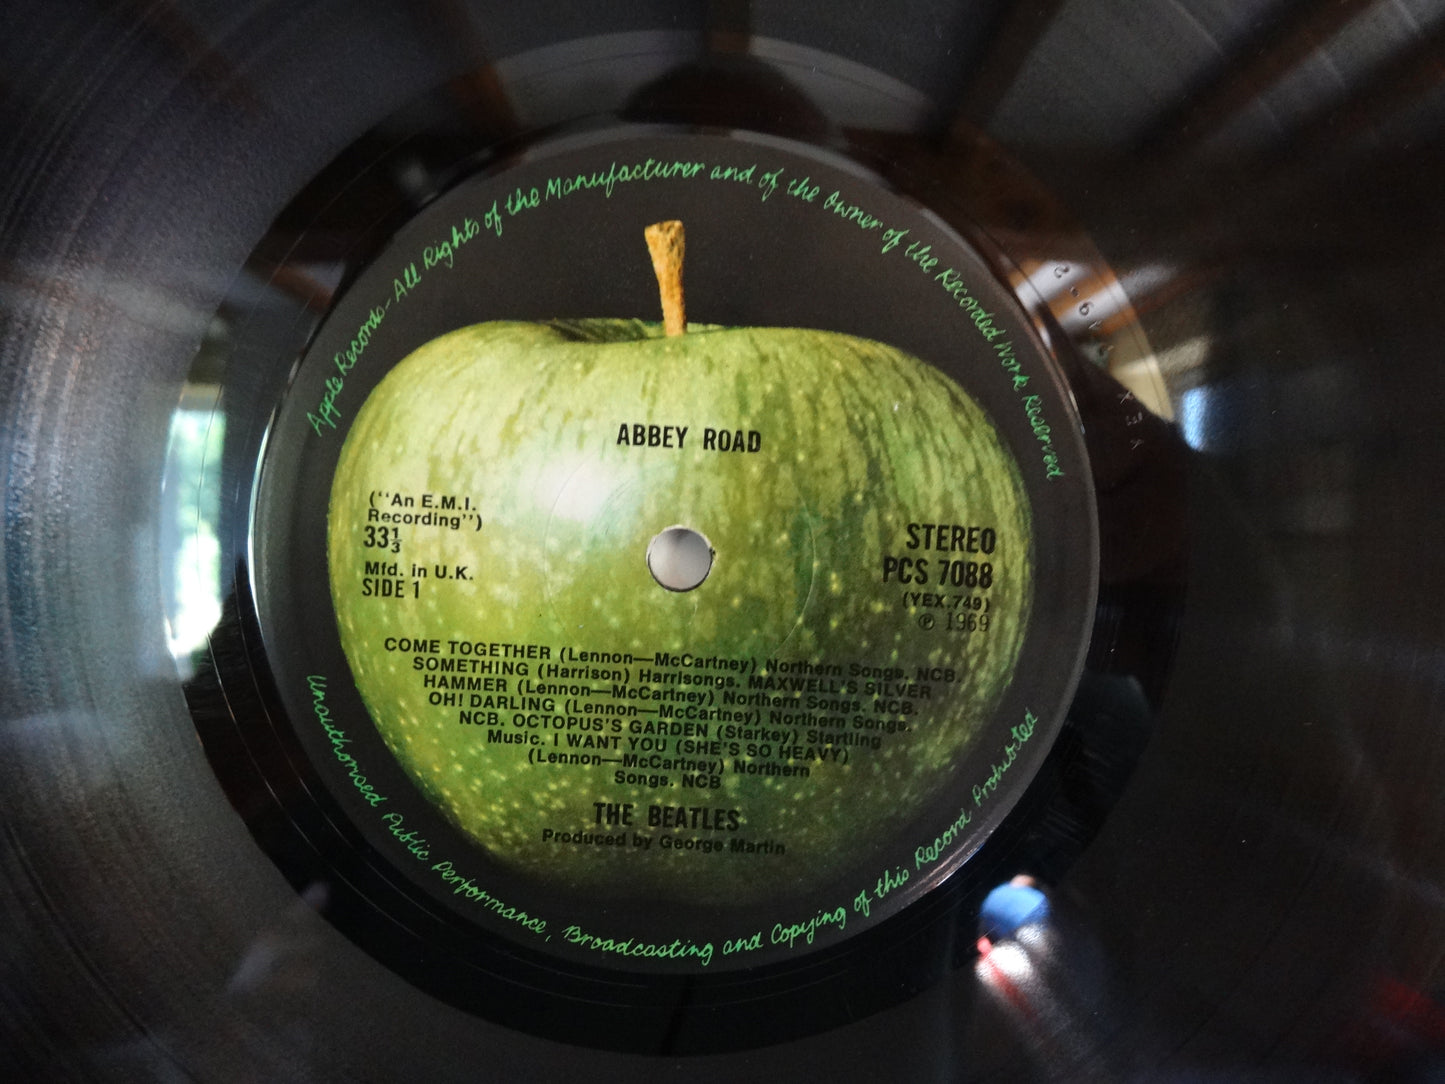 Apple Records-All Rights of the Manufacturer and of the Owner of the Recorded Work Reserved
ABBEY ROAD
(“An E.M.I.
Recording”)
33⅓
Mfd. in U.K.
SIDE 1
STEREO
PCS 7088
(YEX.749)
℗ 1969
COME TOGETHER (Lennon—McCartney) Northern Songs. NCB.
SOMETHING (Harrison) Harrisongs. MAXWELL'S SILVER
HAMMER (Lennon—McCartney) Northern Songs. NCB.
OH! DARLING (Lennon—McCartney) Northern Songs.
NCB. OCTOPUS'S GARDEN (Starkey) Startling
Music. I WANT YOU (SHE'S SO HEAVY)
(Lennon—McCartney) Northern
Songs. NCB
THE BEATLES
Produced by George Martin
Unauthorised Public Performance, Broadcasting and Copying of this Record Prohibited